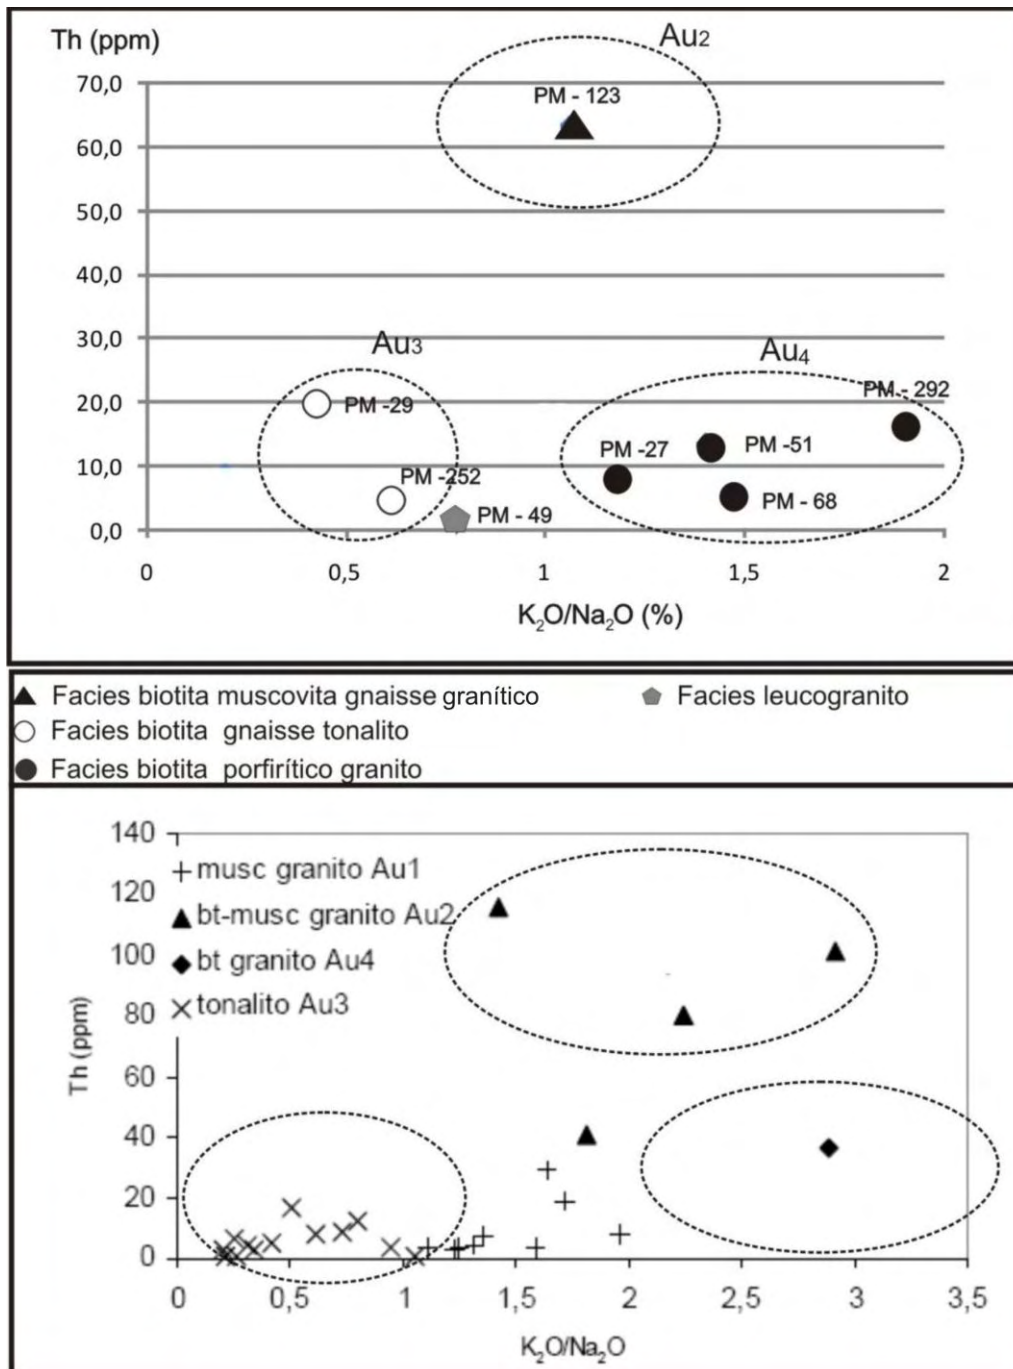 Th (ppm)
Au2
70,0
PM - 123
60,0
50,0
40,0
30,0
Au3
Au4
20,0
PM -29
PM - 292
PM -27
PM -51
10,0
PM -252
PM - 49
PM - 68
0,0
0 0,5 1 1,5 2
K2O/Na2O (%)
Facies biotita muscovita gnaisse granítico
Facies leucogranito
Facies biotita gnaisse tonalito
Facies biotita porfirítico granito
140
musc granito Au1
120
bt-musc granito Au2
100
bt granito Au4
80
tonalito Au3
Th (ppm)
60
40
20
0
0 0,5 1 1,5 2 2,5 3 3,5
K2O/Na2O